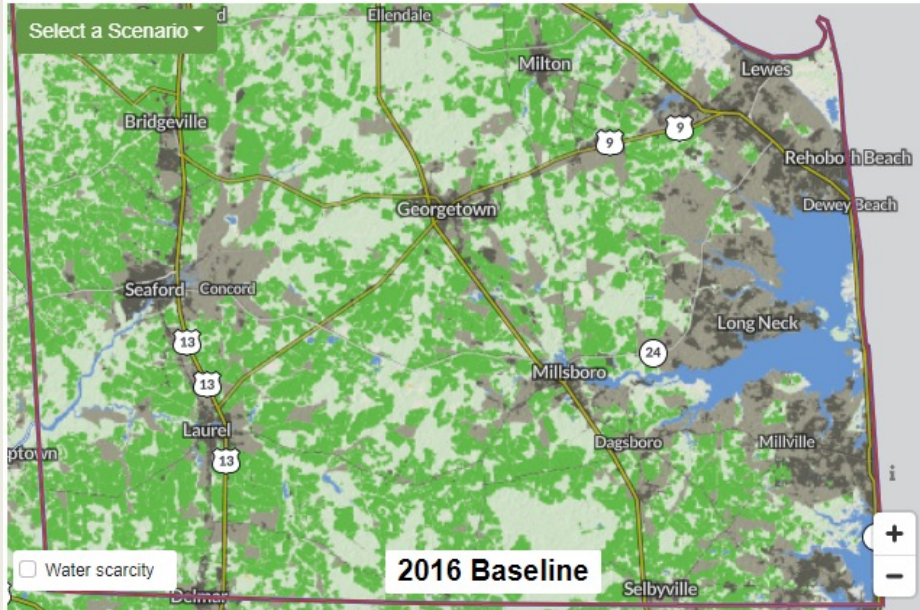 Select a Scenario
d
Ellendale
Milton
Lewes
Bridgeville
9
9
Rehoboth Beach
Georgetown
Dewey Beach
Seaford
Concord
13
Long Neck
24
13
Millsboro
Laurel
Dagsboro
Millville
ptown
13
+
Water scarcity
2016 Baseline
−
Delmar
Selbyville